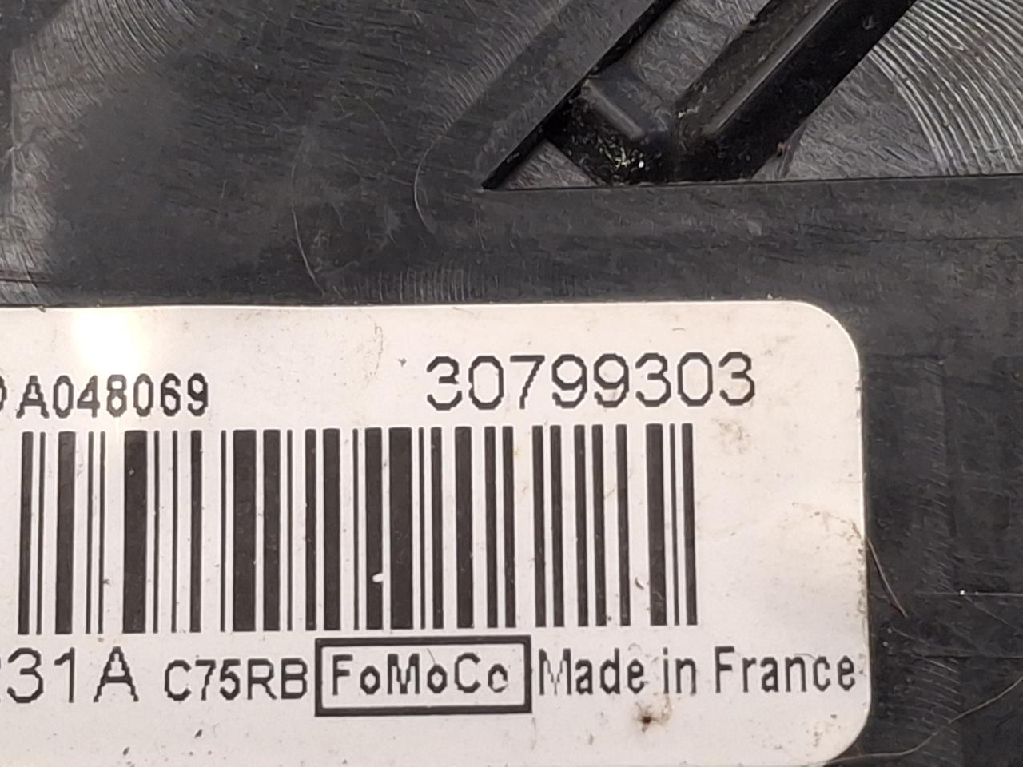 A048069 30799303
31A C75RB FoMoCo Made in France